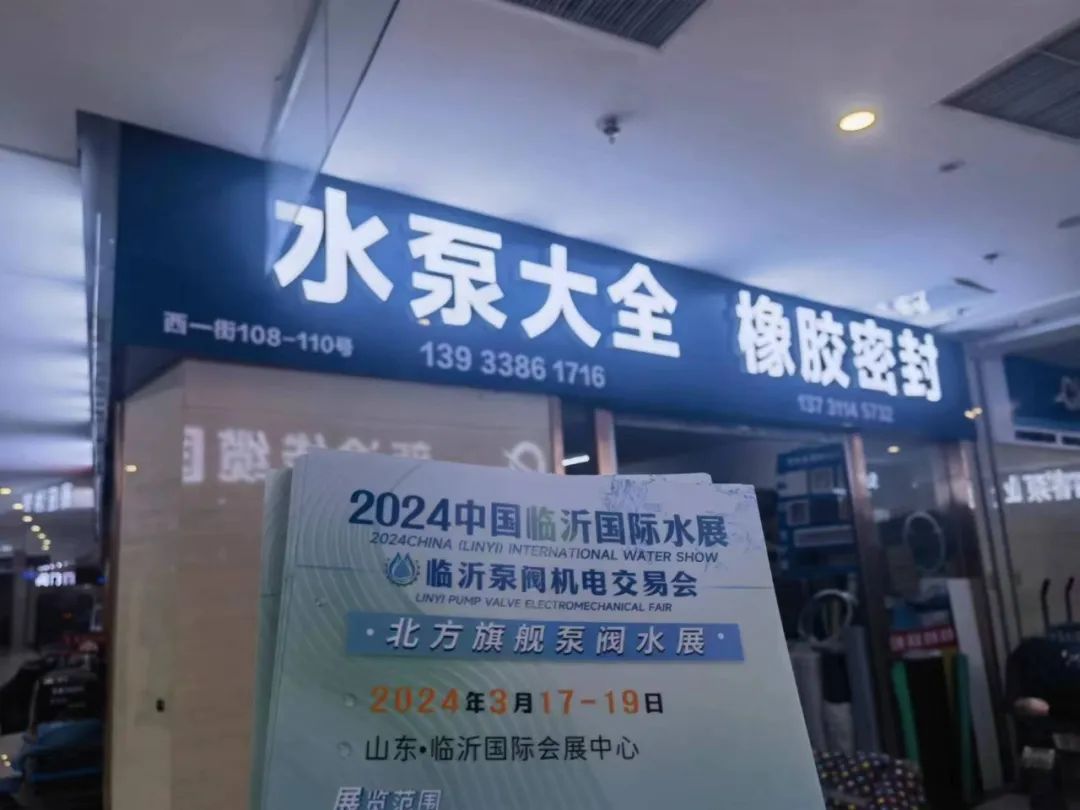 水泵大全 橡胶密封
西一街108-110号
139 3386 1716
137 3114 5732
2024中国临沂国际水展
2024CHINA (LINYI) INTERNATIONAL WATER SHOW
临沂泵阀机电交易会
LINYI PUMP VALVE ELECTROMECHANICAL FAIR
·北方旗舰泵阀水展·
2024年3月17-19日
山东·临沂国际会展中心
展览范围